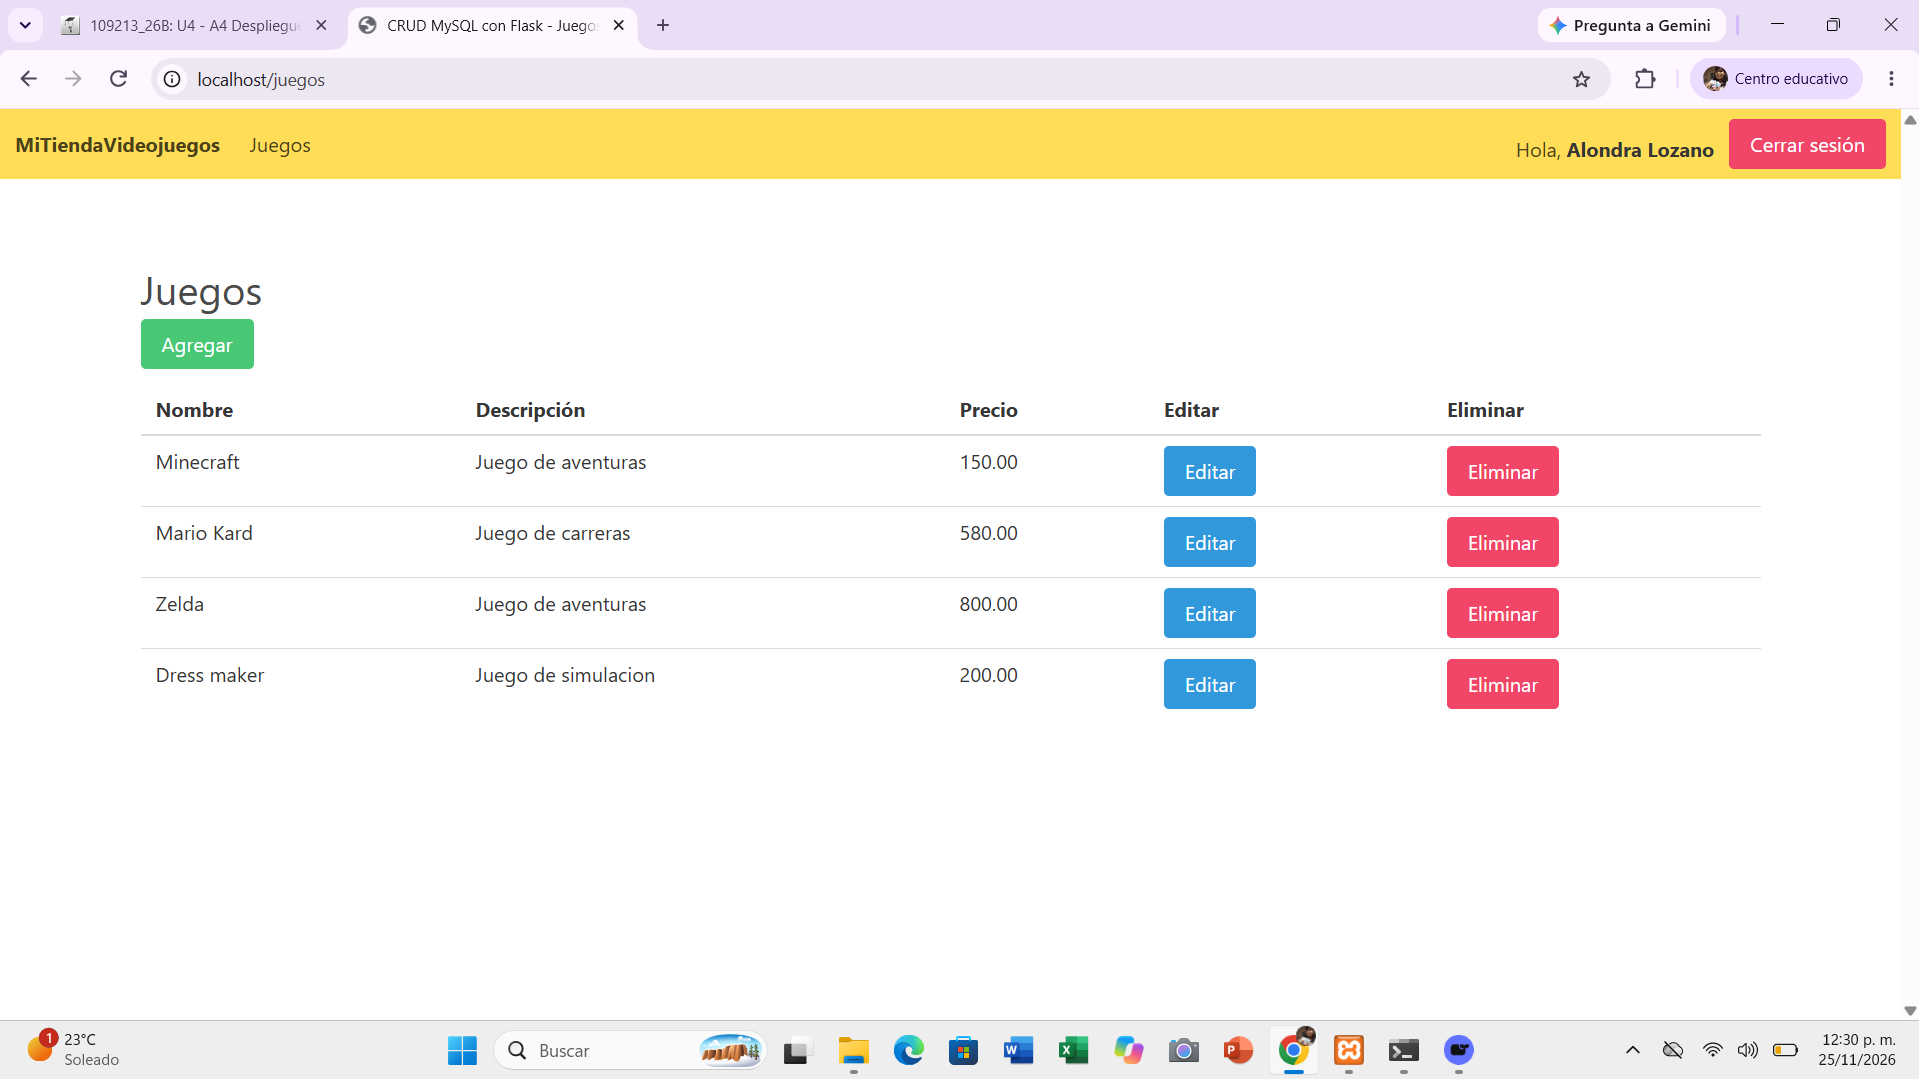 109213_26B: U4 - A4 Despliegu
CRUD MySQL con Flask - Juego
Pregunta a Gemini
localhost/juegos
Centro educativo
MiTiendaVideojuegos Juegos Hola, Alondra Lozano Cerrar sesión
Juegos
Agregar
Nombre Descripción Precio Editar Eliminar
Minecraft Juego de aventuras 150.00 Editar Eliminar
Mario Kard Juego de carreras 580.00 Editar Eliminar
Zelda Juego de aventuras 800.00 Editar Eliminar
Dress maker Juego de simulacion 200.00 Editar Eliminar
1
23°C
Soleado
Buscar
12:30 p. m.
25/11/2026